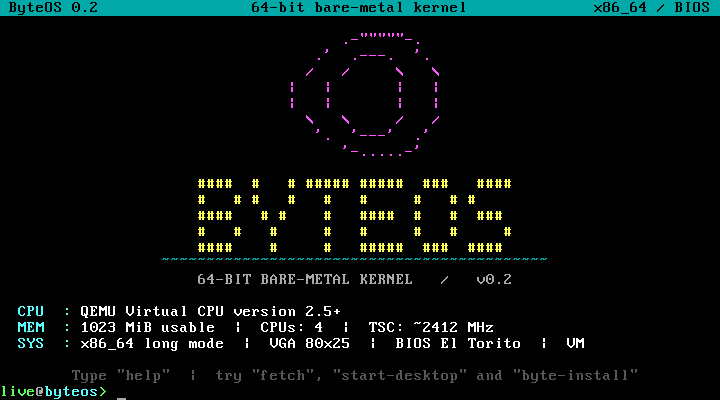 ByteOS 0.2 64-bit bare-metal kernel x86_64 / BIOS
BYTEOS
64-BIT BARE-METAL KERNEL / v0.2
CPU : QEMU Virtual CPU version 2.5+
MEM : 1023 MiB usable ¦ CPUs: 4 ¦ TSC: ~2412 MHz
SYS : x86_64 long mode ¦ VGA 80x25 ¦ BIOS El Torito ¦ VM
Type "help" ¦ try "fetch", "start-desktop" and "byte-install"
live@byteos> _